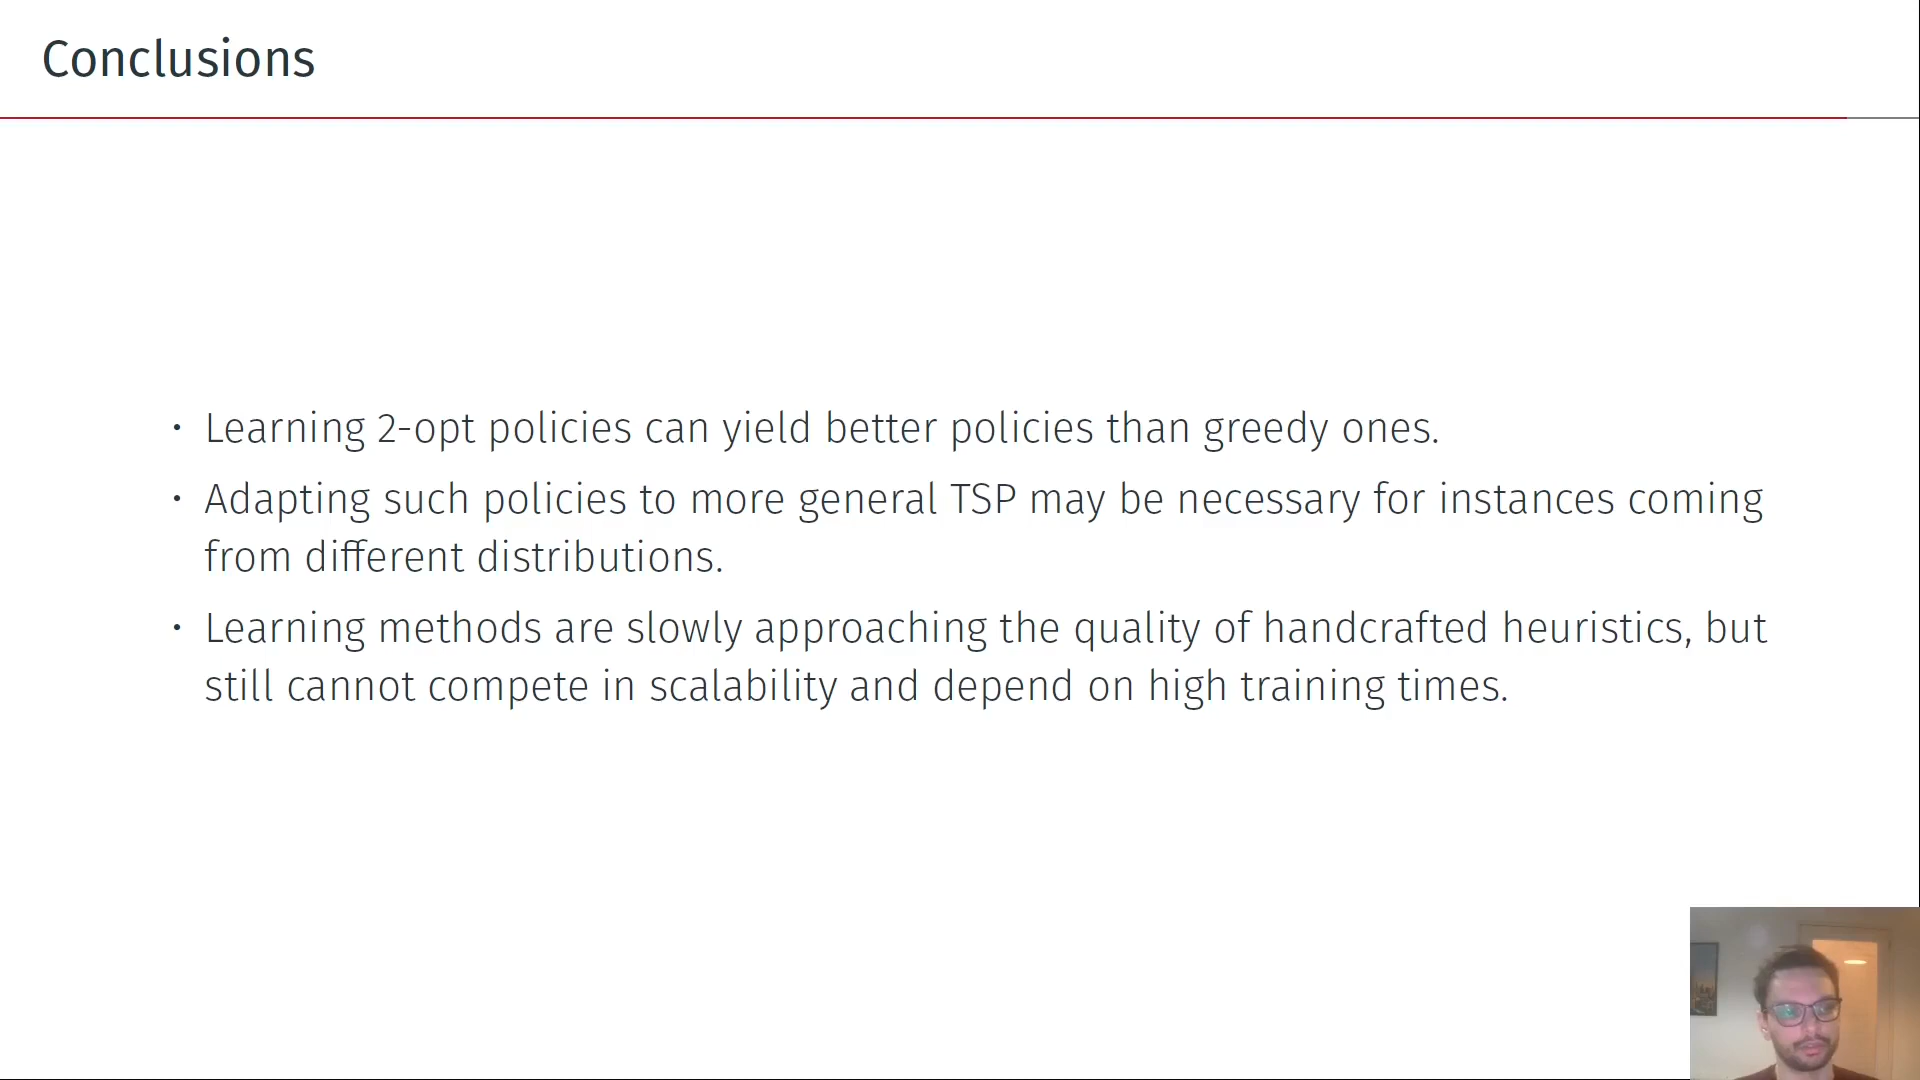 Conclusions
• Learning 2-opt policies can yield better policies than greedy ones.
• Adapting such policies to more general TSP may be necessary for instances coming
from different distributions.
• Learning methods are slowly approaching the quality of handcrafted heuristics, but
still cannot compete in scalability and depend on high training times.